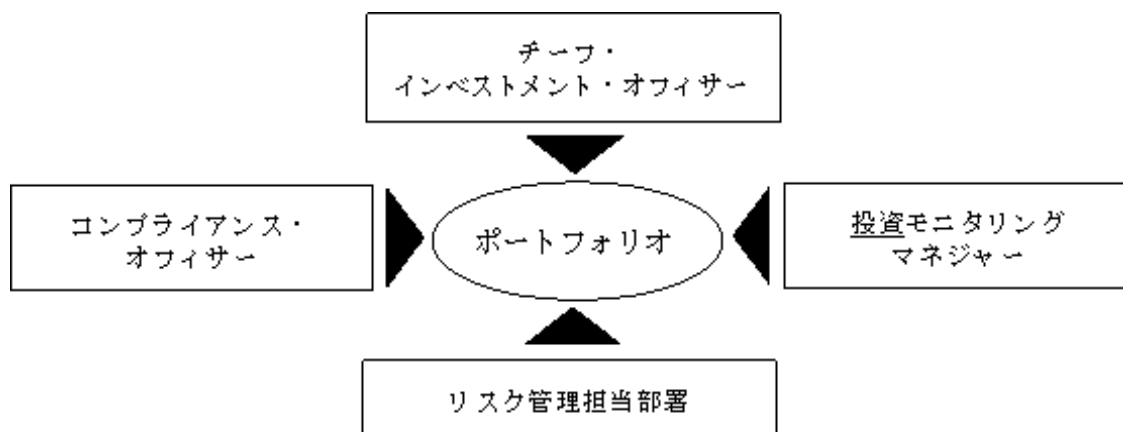 チーフ・
インベストメント・オフィサー
コンプライアンス・
オフィサー
ポートフォリオ
投資モニタリング
マネジャー
リスク管理担当部署